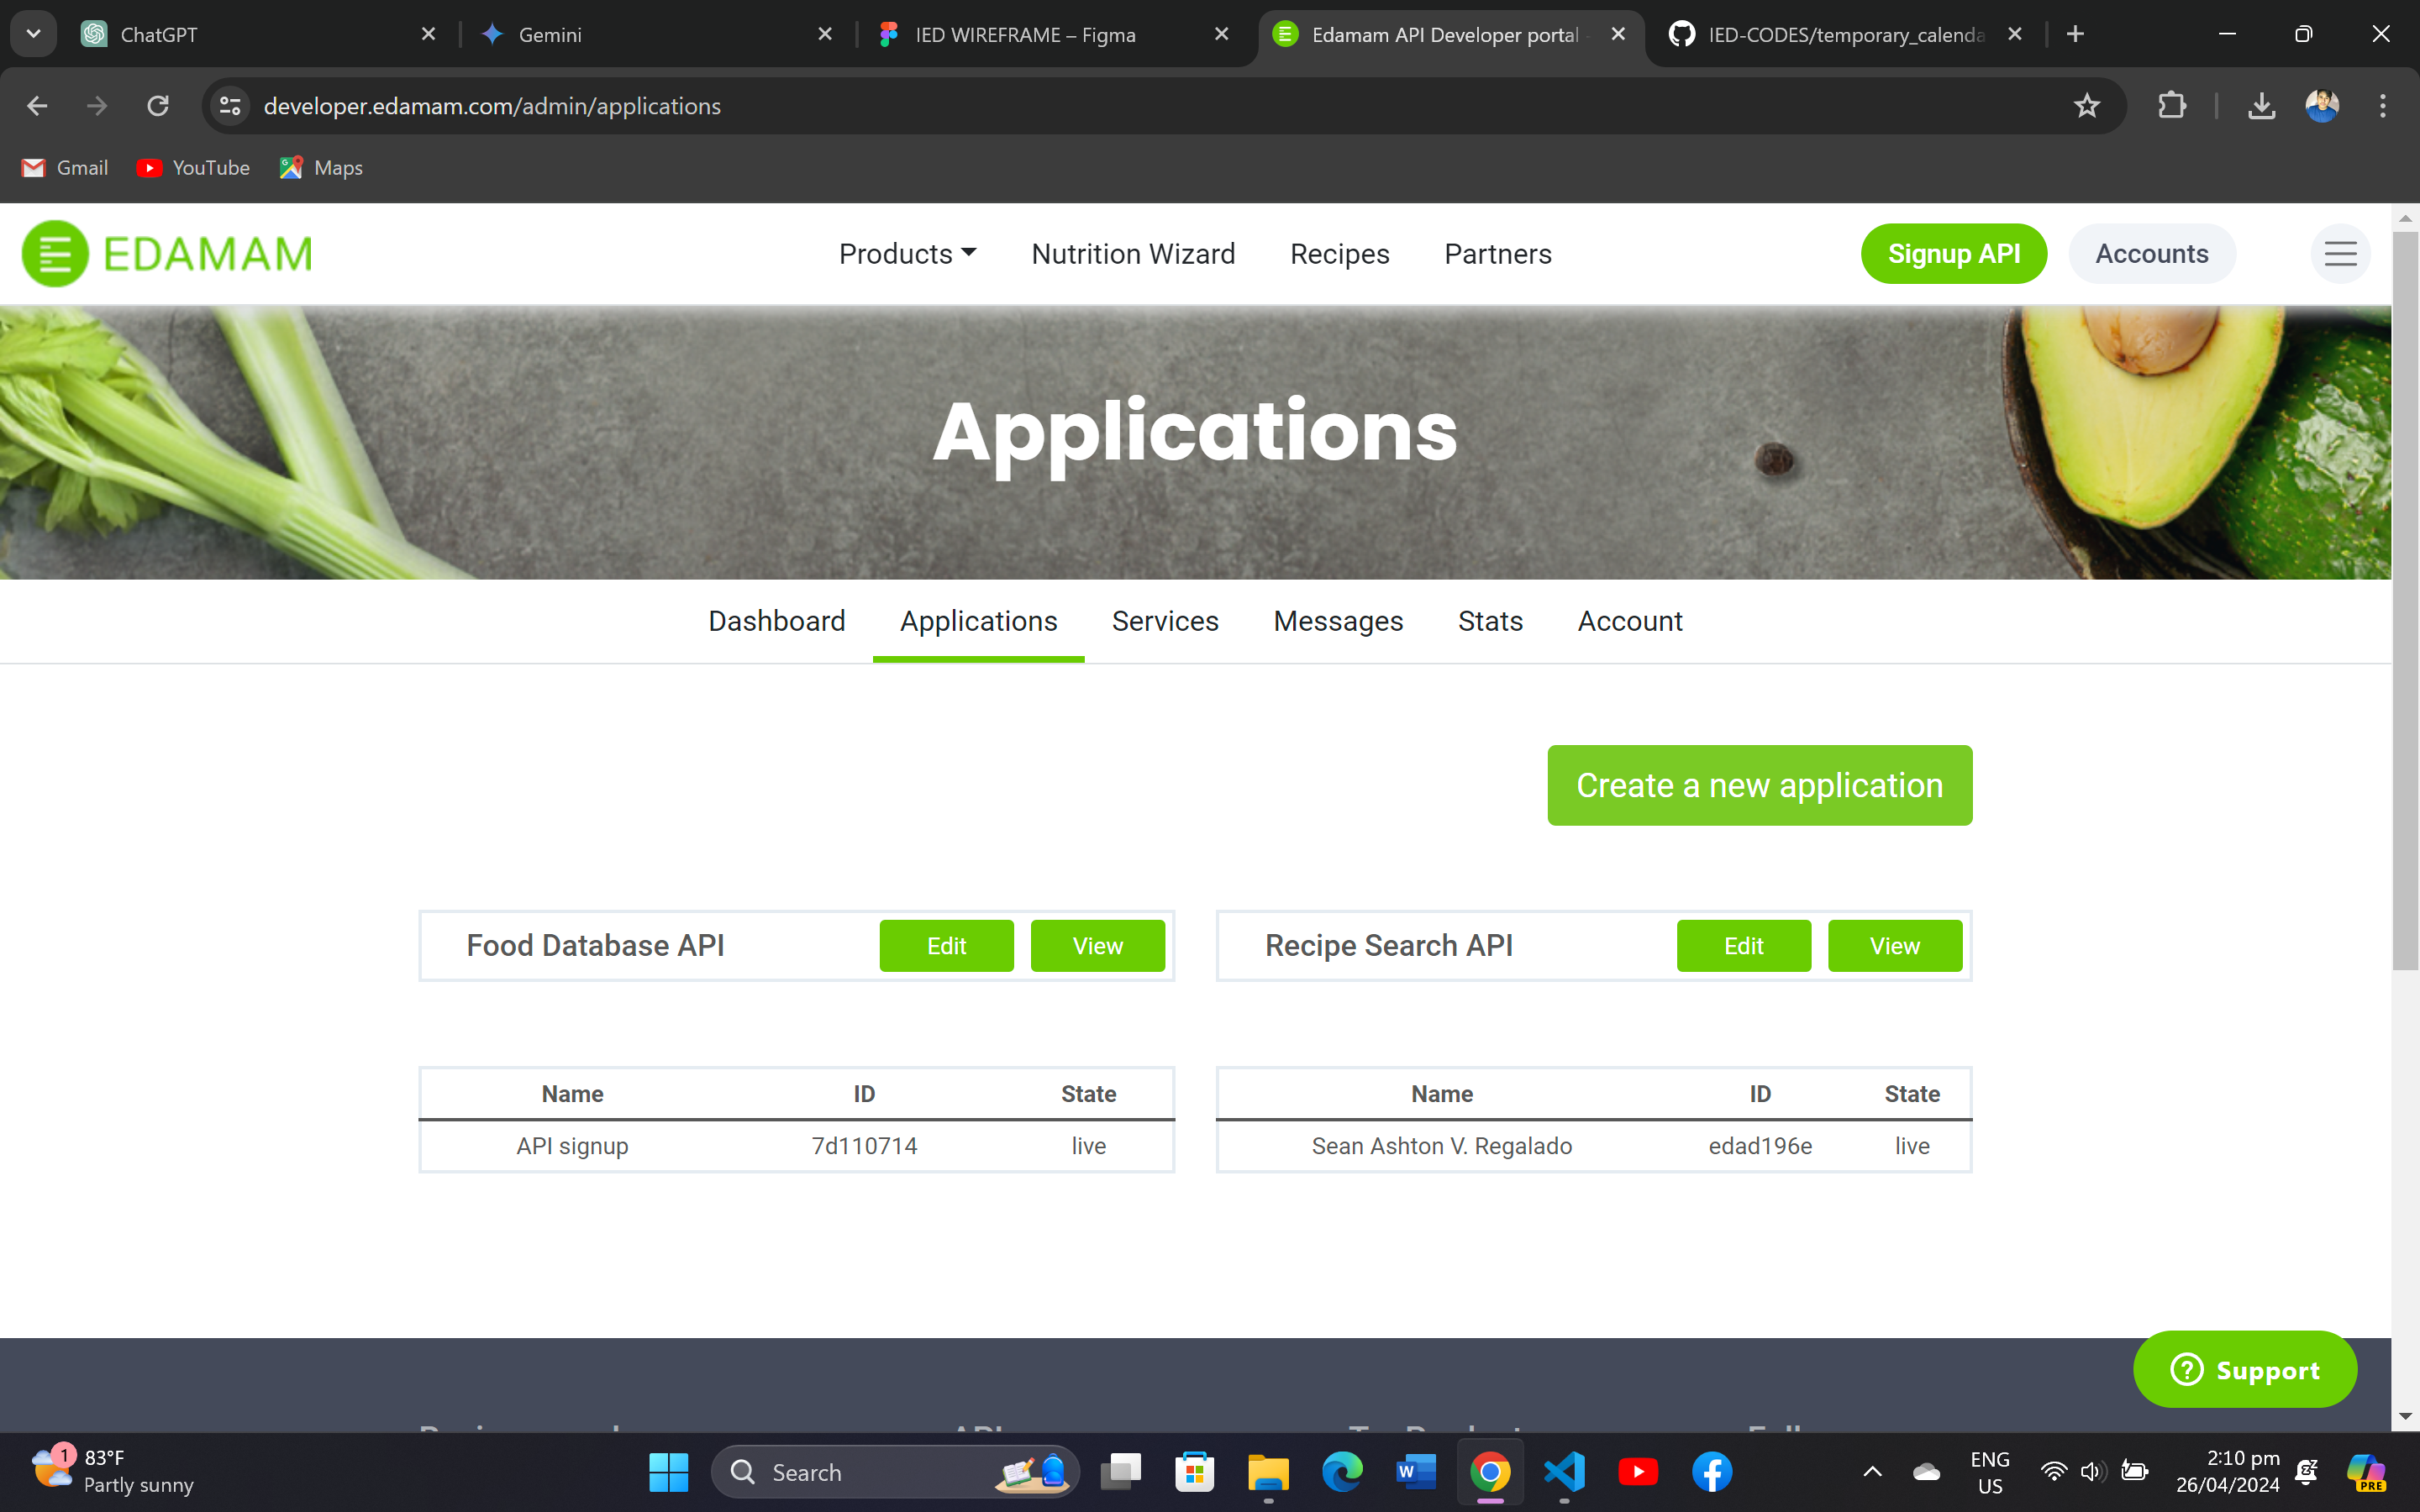 ChatGPT
Gemini
IED WIREFRAME – Figma
Edamam API Developer portal -
IED-CODES/temporary_calenda
developer.edamam.com/admin/applications
Gmail
YouTube
Maps
EDAMAM
Products
Nutrition Wizard
Recipes
Partners
Signup API
Accounts
Applications
Dashboard
Applications
Services
Messages
Stats
Account
Create a new application
Food Database API
Edit
View
Recipe Search API
Edit
View
Name ID State
API signup 7d110714 live
Name ID State
Sean Ashton V. Regalado edad196e live
Support
API
1
83°F
Partly sunny
Search
W
ENG
US
2:10 pm
26/04/2024
PRE